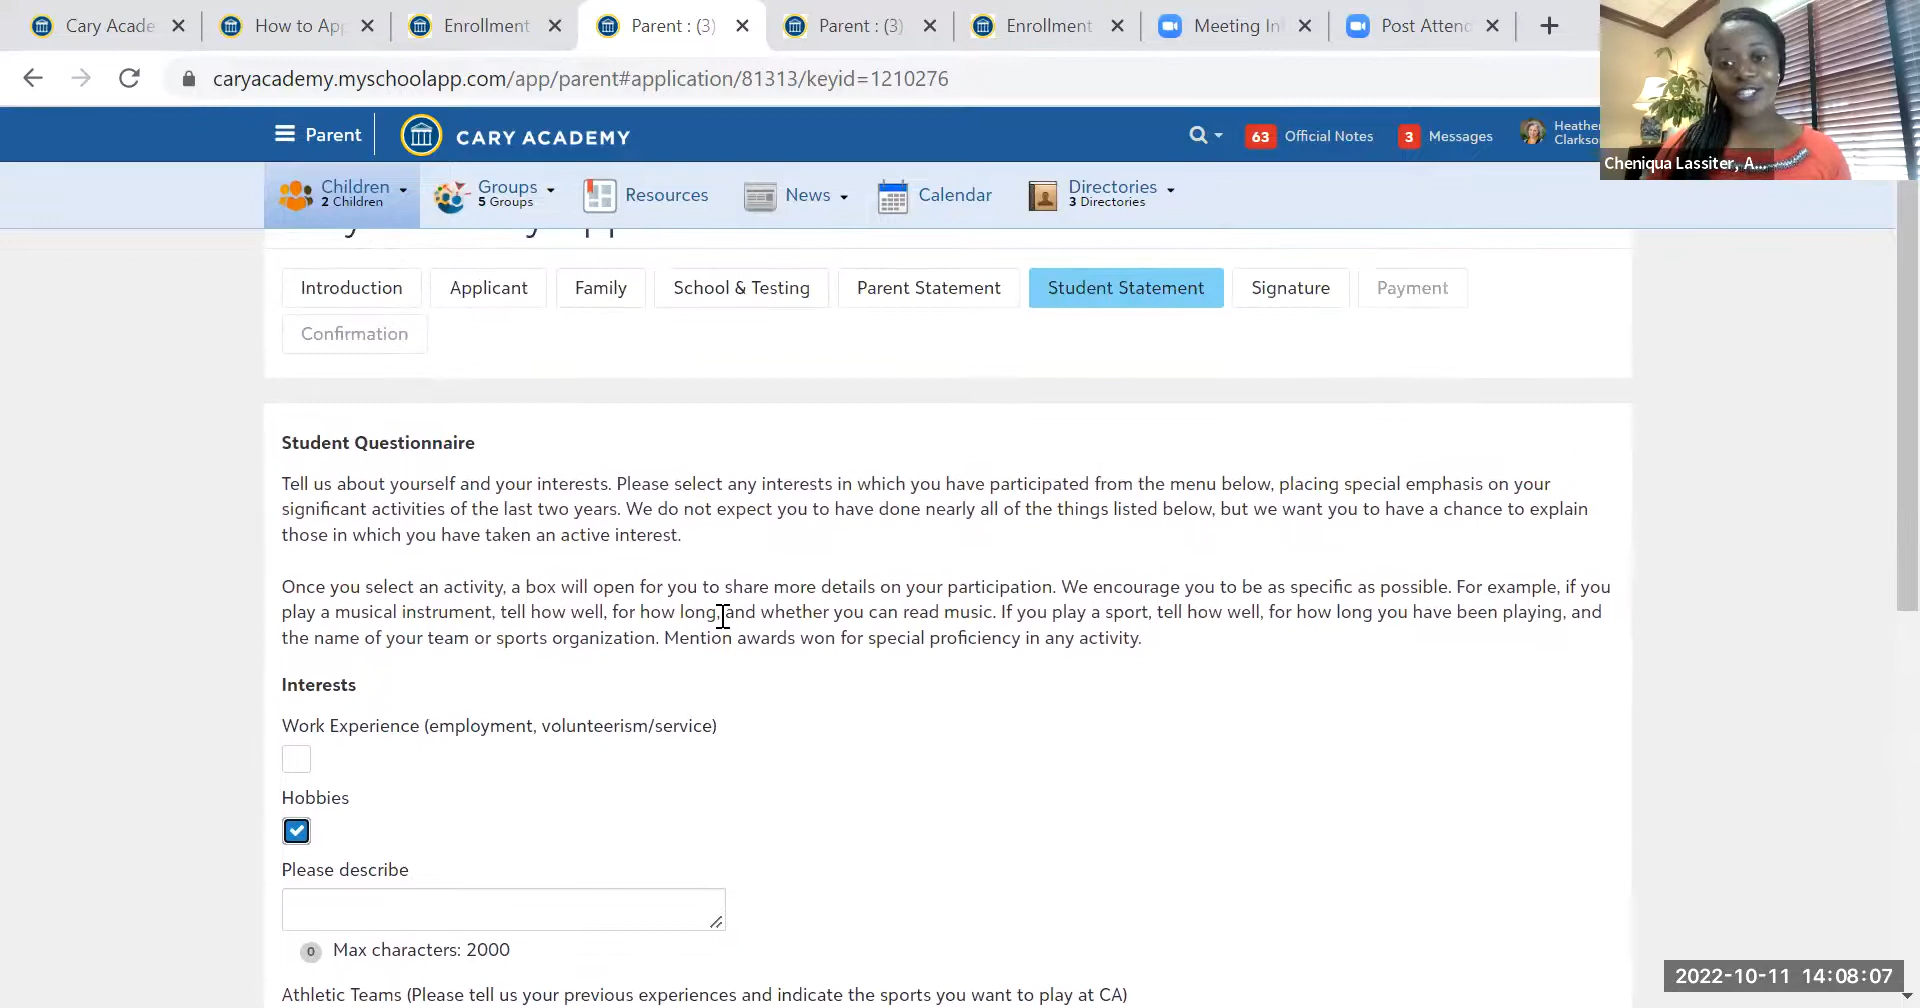 Cary Acade
How to App
Enrollment
Parent : (3)
Parent : (3)
Enrollment
Meeting In
Post Attend
caryacademy.myschoolapp.com/app/parent#application/81313/keyid=1210276
Parent
CARY ACADEMY
63 Official Notes
3 Messages
Heather
Clarkso
Cheniqua Lassiter, A...
Children
2 Children
Groups
5 Groups
Resources
News
Calendar
Directories
3 Directories
Introduction
Applicant
Family
School & Testing
Parent Statement
Student Statement
Signature
Payment
Confirmation
Student Questionnaire
Tell us about yourself and your interests. Please select any interests in which you have participated from the menu below, placing special emphasis on your
significant activities of the last two years. We do not expect you to have done nearly all of the things listed below, but we want you to have a chance to explain
those in which you have taken an active interest.
Once you select an activity, a box will open for you to share more details on your participation. We encourage you to be as specific as possible. For example, if you
play a musical instrument, tell how well, for how long, and whether you can read music. If you play a sport, tell how well, for how long you have been playing, and
the name of your team or sports organization. Mention awards won for special proficiency in any activity.
Interests
Work Experience (employment, volunteerism/service)
Hobbies
Please describe
0 Max characters: 2000
Athletic Teams (Please tell us your previous experiences and indicate the sports you want to play at CA)
2022-10-11 14:08:07